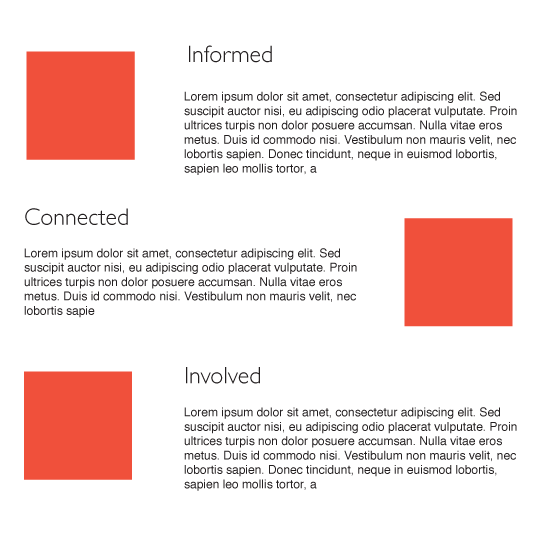 Informed
Lorem ipsum dolor sit amet, consectetur adipiscing elit. Sed
suscipit auctor nisi, eu adipiscing odio placerat vulputate. Proin
ultrices turpis non dolor posuere accumsan. Nulla vitae eros
metus. Duis id commodo nisi. Vestibulum non mauris velit, nec
lobortis sapien. Donec tincidunt, neque in euismod lobortis,
sapien leo mollis tortor, a
Connected
Lorem ipsum dolor sit amet, consectetur adipiscing elit. Sed
suscipit auctor nisi, eu adipiscing odio placerat vulputate. Proin
ultrices turpis non dolor posuere accumsan. Nulla vitae eros
metus. Duis id commodo nisi. Vestibulum non mauris velit, nec
lobortis sapie
Involved
Lorem ipsum dolor sit amet, consectetur adipiscing elit. Sed
suscipit auctor nisi, eu adipiscing odio placerat vulputate. Proin
ultrices turpis non dolor posuere accumsan. Nulla vitae eros
metus. Duis id commodo nisi. Vestibulum non mauris velit, nec
lobortis sapien. Donec tincidunt, neque in euismod lobortis,
sapien leo mollis tortor, a